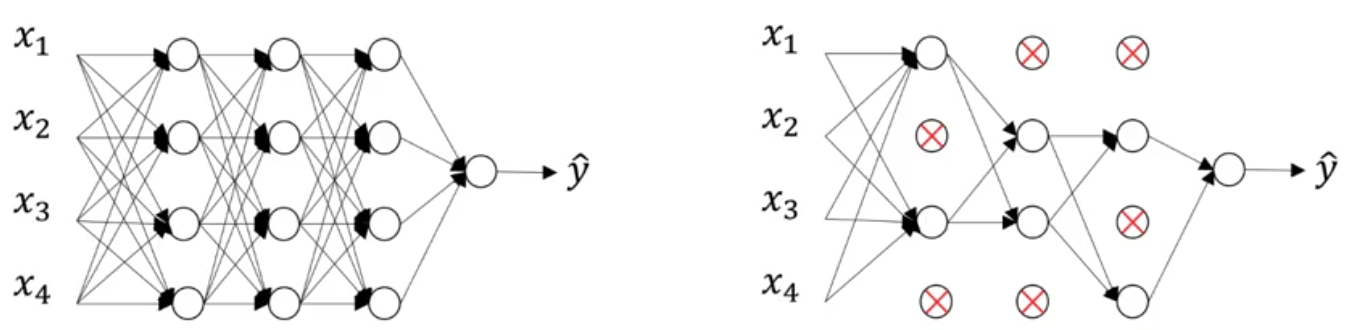 x₁ x₁
x₂ x₂
ŷ ŷ
x₃ x₃
x₄ x₄